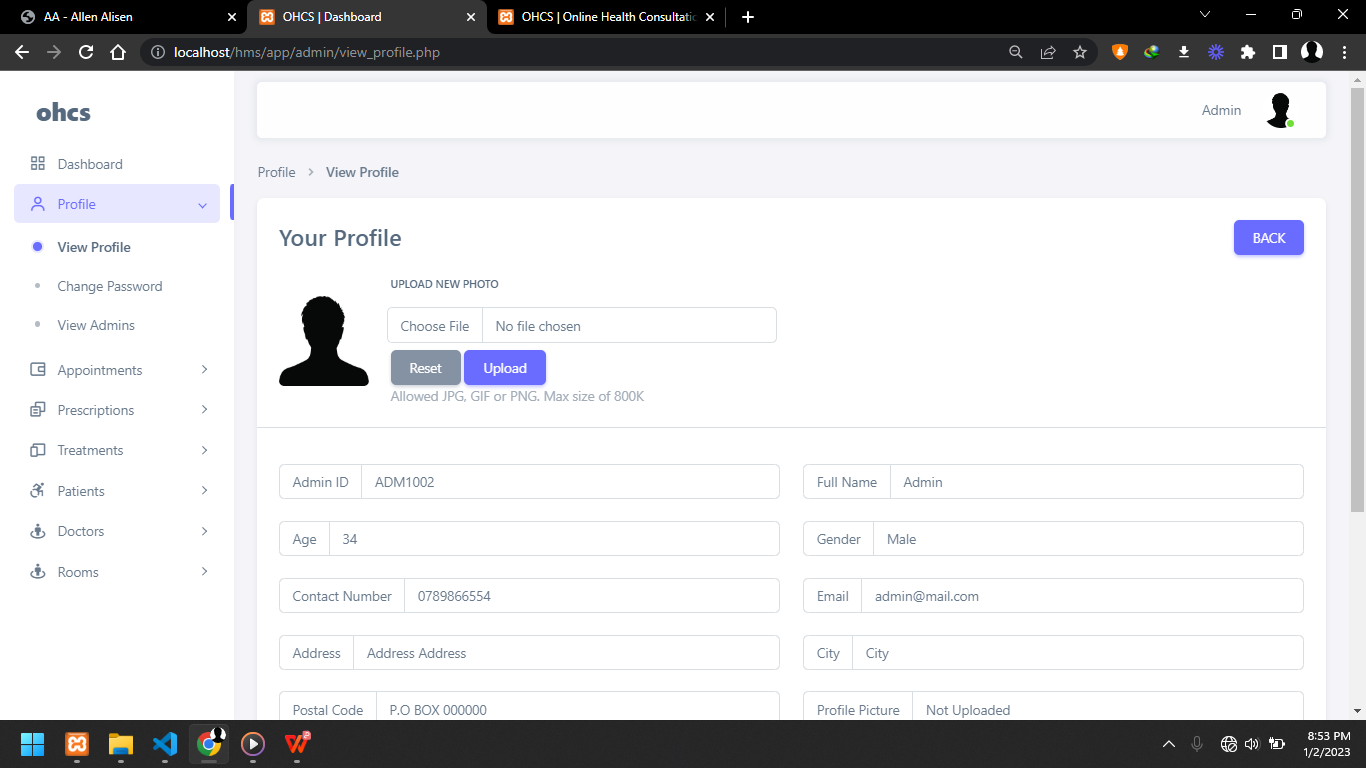 AA - Allen Alisen
OHCS | Dashboard
OHCS | Online Health Consultatic
localhost/hms/app/admin/view_profile.php
ohcs
Dashboard
Profile
View Profile
Change Password
View Admins
Appointments
Prescriptions
Treatments
Patients
Doctors
Rooms
Admin
Profile > View Profile
Your Profile
BACK
UPLOAD NEW PHOTO
Choose File No file chosen
Reset Upload
Allowed JPG, GIF or PNG. Max size of 800K
Admin ID ADM1002
Full Name Admin
Age 34
Gender Male
Contact Number 0789866554
Email admin@mail.com
Address Address Address
City City
Postal Code P.O BOX 000000
Profile Picture Not Uploaded
8:53 PM
1/2/2023